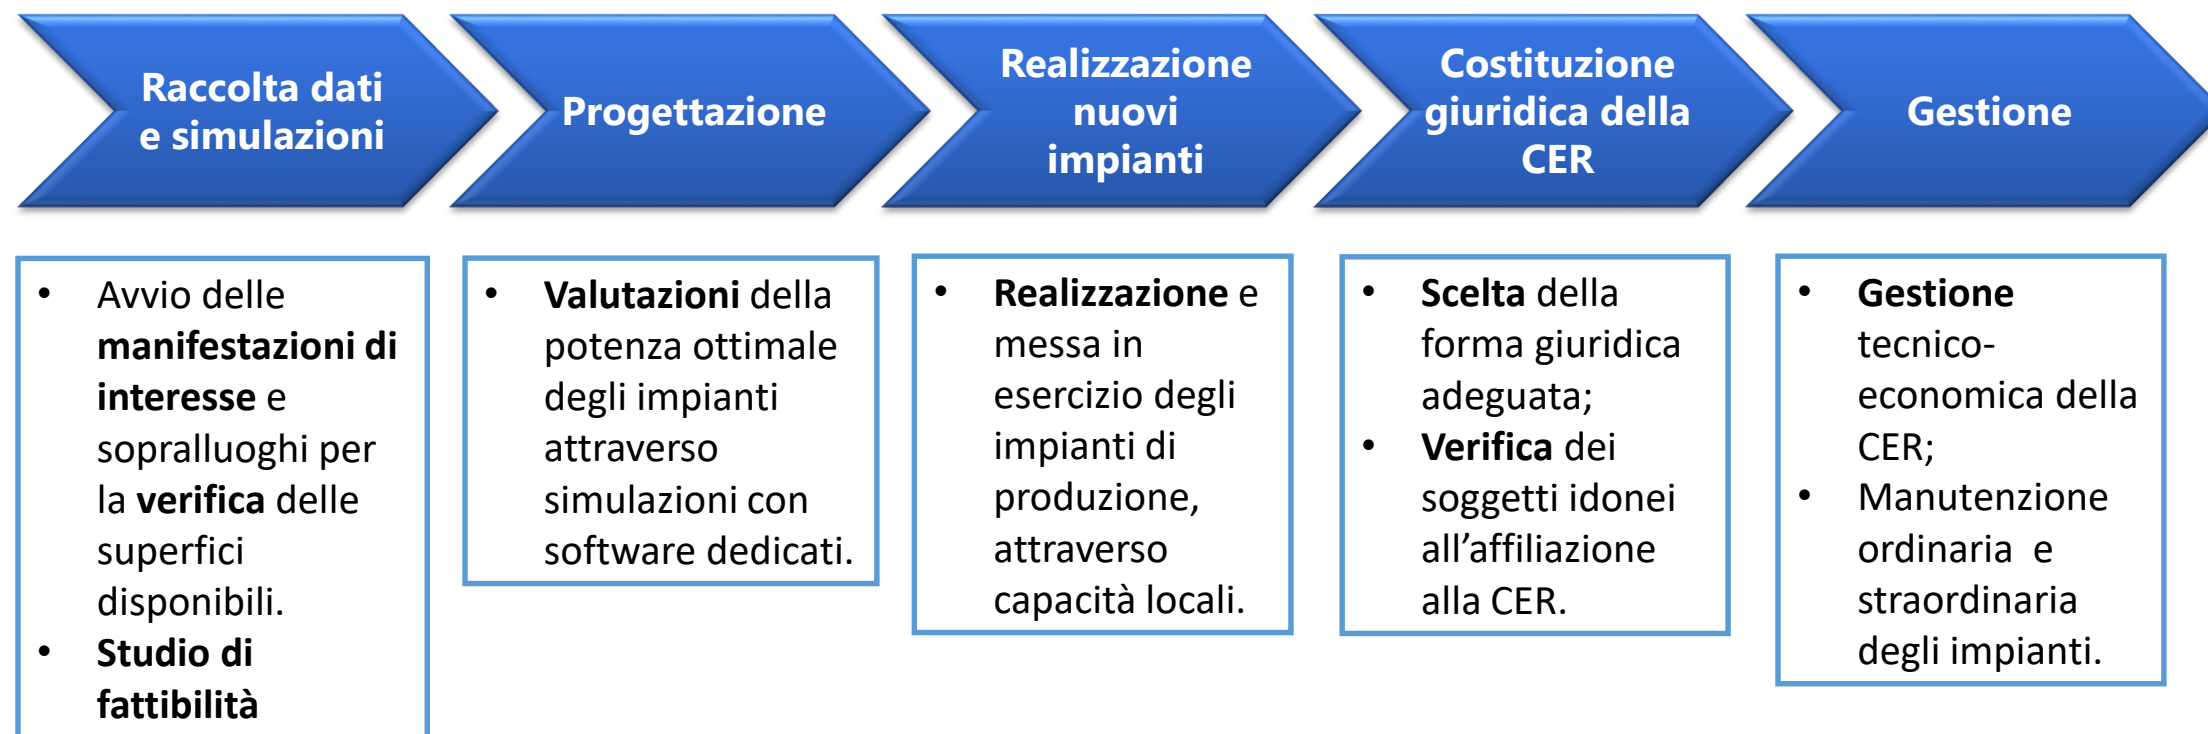 Raccolta dati
e simulazioni
Progettazione
Realizzazione
nuovi
impianti
Costituzione
giuridica della
CER
Gestione
• Avvio delle
manifestazioni di
interesse e
sopralluoghi per
la verifica delle
superfici
disponibili.
• Studio di
fattibilità
• Valutazioni della
potenza ottimale
degli impianti
attraverso
simulazioni con
software dedicati.
• Realizzazione e
messa in
esercizio degli
impianti di
produzione,
attraverso
capacità locali.
• Scelta della
forma giuridica
adeguata;
• Verifica dei
soggetti idonei
all’affiliazione
alla CER.
• Gestione
tecnico-
economica della
CER;
• Manutenzione
ordinaria  e
straordinaria
degli impianti.